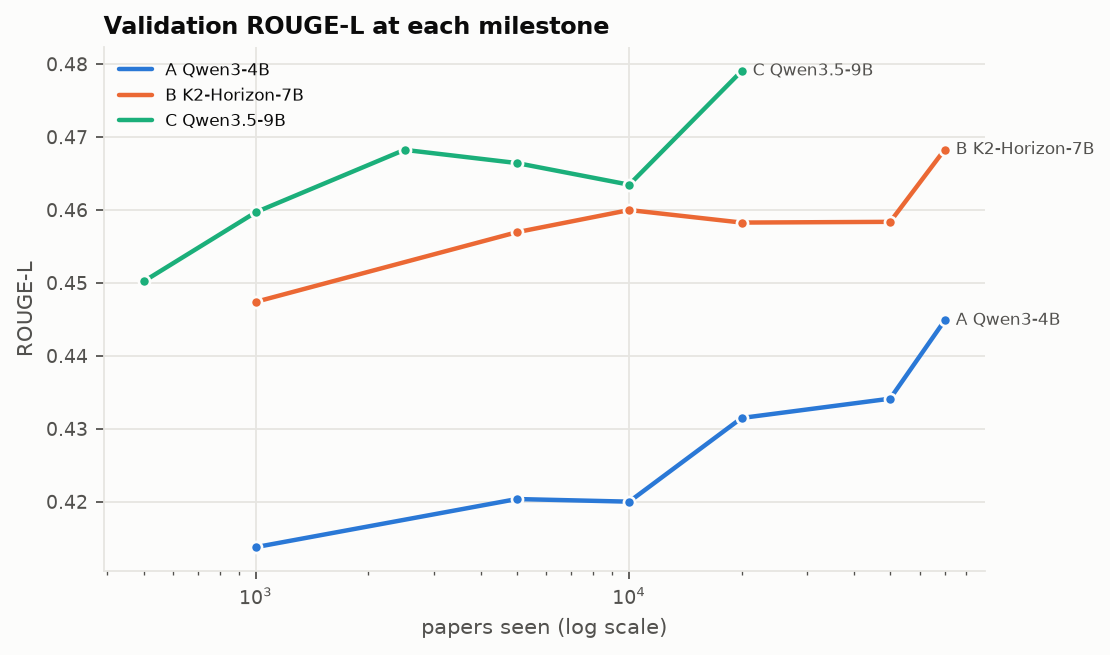 Validation ROUGE-L at each milestone
A Qwen3-4B
B K2-Horizon-7B
C Qwen3.5-9B
C Qwen3.5-9B
B K2-Horizon-7B
A Qwen3-4B
ROUGE-L
0.48
0.47
0.46
0.45
0.44
0.43
0.42
10³
10⁴
papers seen (log scale)